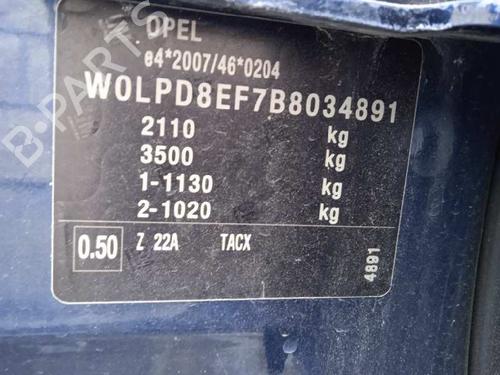 OPEL
e4*2007/46*0204
W0LPD8EF7B8034891
2110 kg
3500 kg
1-1130 kg
2-1020 kg
0.50 Z 22A TACX
4891
B-PARTS